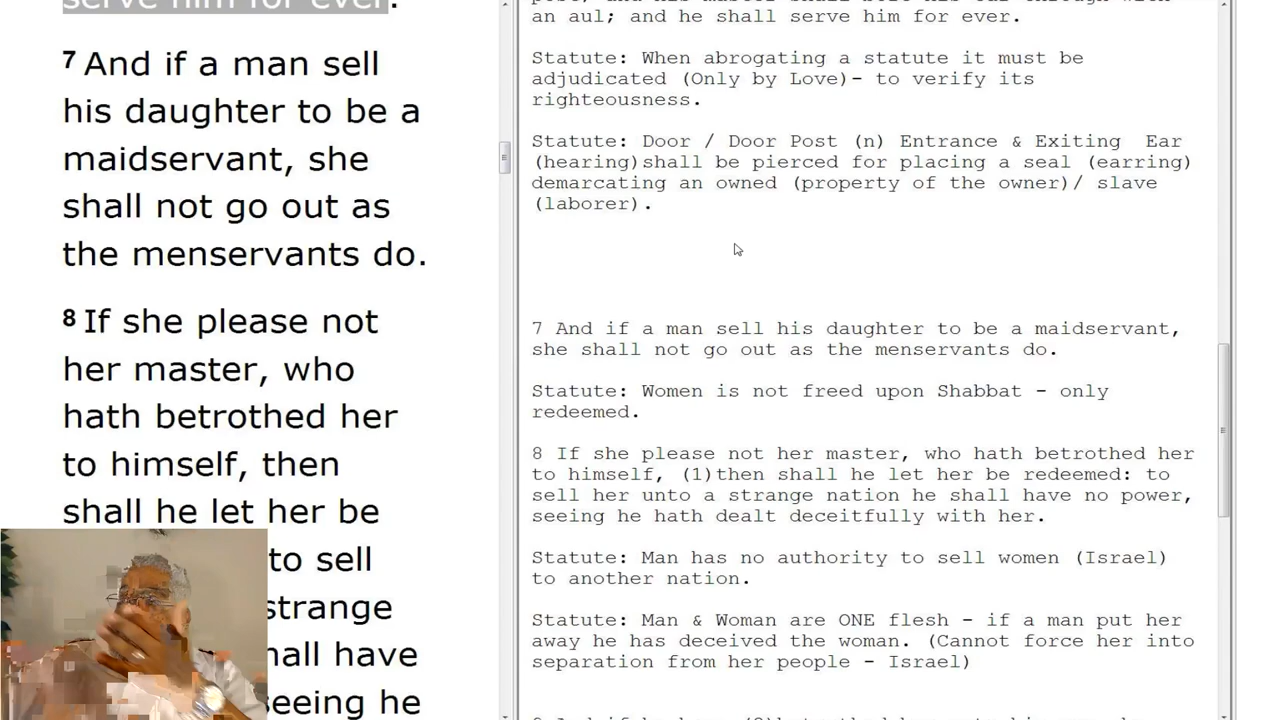 serve him for ever.
7 And if a man sell
his daughter to be a
maidservant, she
shall not go out as
the menservants do.
8 If she please not
her master, who
hath betrothed her
to himself, then
shall he let her be
to sell
strange
hall have
seeing he
an aul; and he shall serve him for ever.
Statute: When abrogating a statute it must be
adjudicated (Only by Love)- to verify its
righteousness.
Statute: Door / Door Post (n) Entrance & Exiting  Ear
(hearing)shall be pierced for placing a seal (earring)
demarcating an owned (property of the owner)/ slave
(laborer).
7 And if a man sell his daughter to be a maidservant,
she shall not go out as the menservants do.
Statute: Women is not freed upon Shabbat - only
redeemed.
8 If she please not her master, who hath betrothed her
to himself, (1)then shall he let her be redeemed: to
sell her unto a strange nation he shall have no power,
seeing he hath dealt deceitfully with her.
Statute: Man has no authority to sell women (Israel)
to another nation.
Statute: Man & Woman are ONE flesh - if a man put her
away he has deceived the woman. (Cannot force her into
separation from her people - Israel)